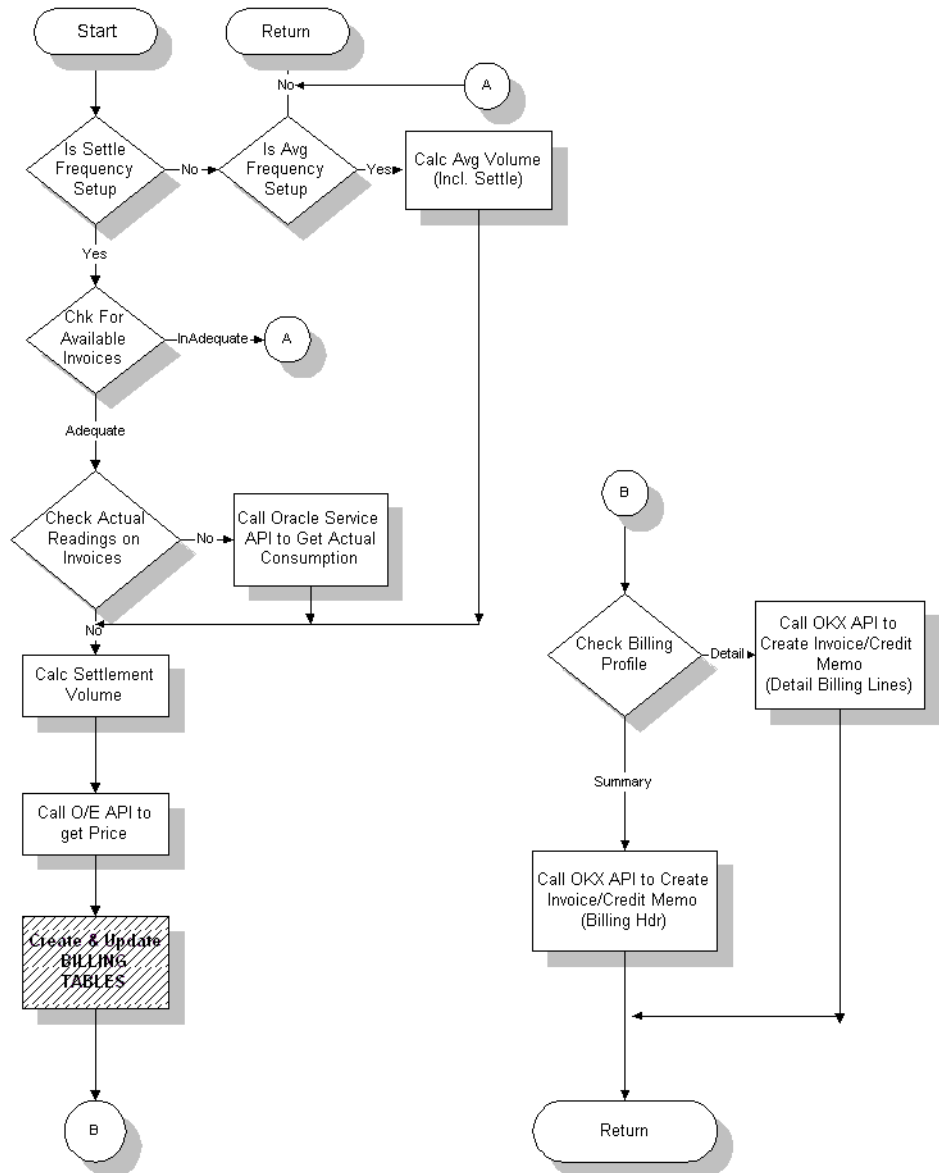 Start
Return
No
A
Is Settle
Frequency
Setup
No
Is Avg
Frequency
Setup
Yes
Calc Avg Volume
(Incl. Settle)
Yes
Chk For
Available
Invoices
InAdequate
A
Adequate
Check Actual
Readings on
Invoices
No
Call Oracle Service
API to Get Actual
Consumption
No
Calc Settlement
Volume
Call O/E API to
get Price
Create & Update
BILLING
TABLES
B
B
Check Billing
Profile
Detail
Call OKX API to
Create Invoice/Credit
Memo
(Detail Billing Lines)
Summary
Call OKX API to Create
Invoice/Credit Memo
(Billing Hdr)
Return